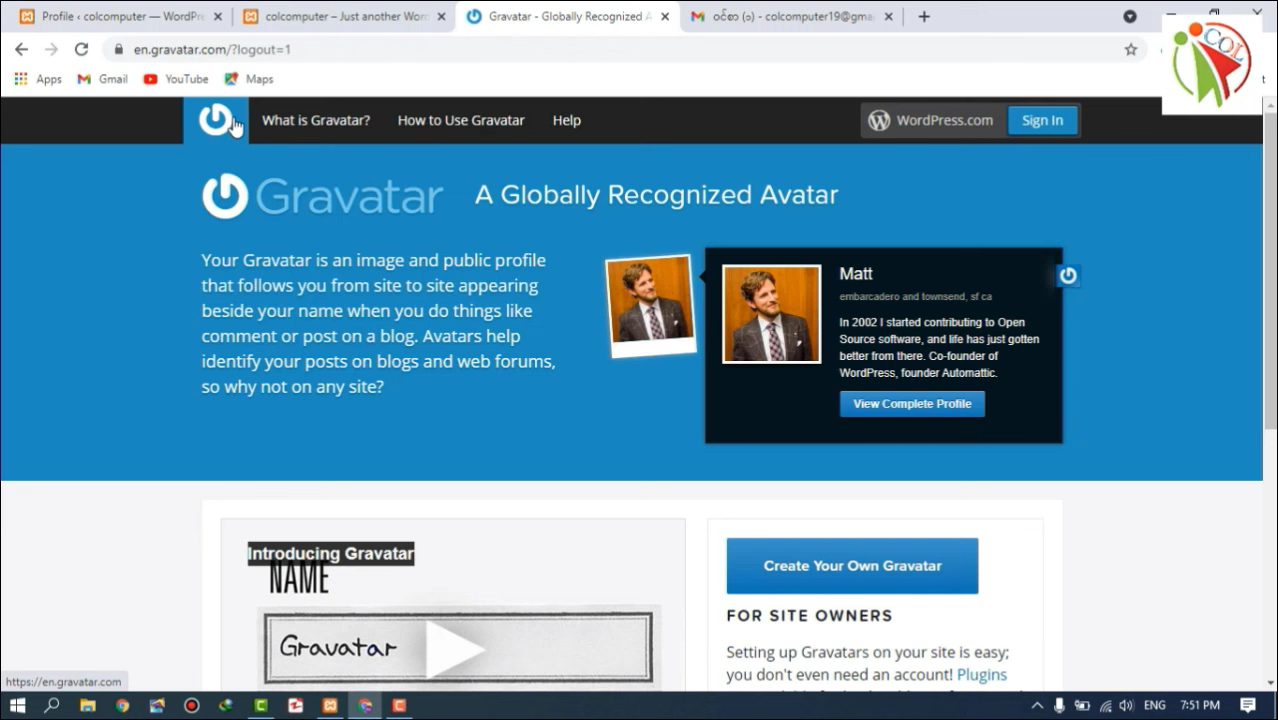 Profile ‹ colcomputer — WordPr
colcomputer – Just another Word
Gravatar - Globally Recognized A
ဝင်စာ (၁) - colcomputer19@gma
en.gravatar.com/?logout=1
Apps
Gmail
YouTube
Maps
COL
What is Gravatar?
How to Use Gravatar
Help
WordPress.com
Sign In
Gravatar
A Globally Recognized Avatar
Your Gravatar is an image and public profile
that follows you from site to site appearing
beside your name when you do things like
comment or post on a blog. Avatars help
identify your posts on blogs and web forums,
so why not on any site?
Matt
embarcadero and townsend, sf ca
In 2002 I started contributing to Open
Source software, and life has just gotten
better from there. Co-founder of
WordPress, founder Automattic.
View Complete Profile
Introducing Gravatar
NAME
Gravatar
Create Your Own Gravatar
FOR SITE OWNERS
Setting up Gravatars on your site is easy;
you don't even need an account! Plugins
https://en.gravatar.com
ENG
7:51 PM